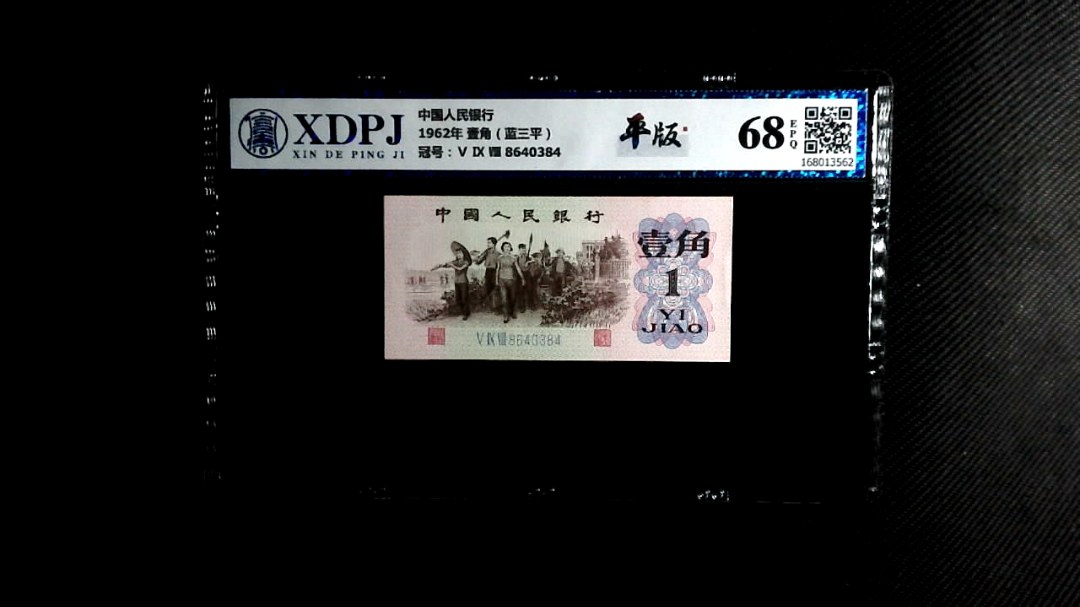 XDPJ
XIN DE PING JI
中国人民银行
1962年 壹角（蓝三平）
冠号：Ⅴ Ⅸ Ⅷ 8640384
平版
68
EPQ
168013562
中國人民銀行
壹角
1
YI
JIAO
Ⅴ Ⅸ Ⅷ 8640384